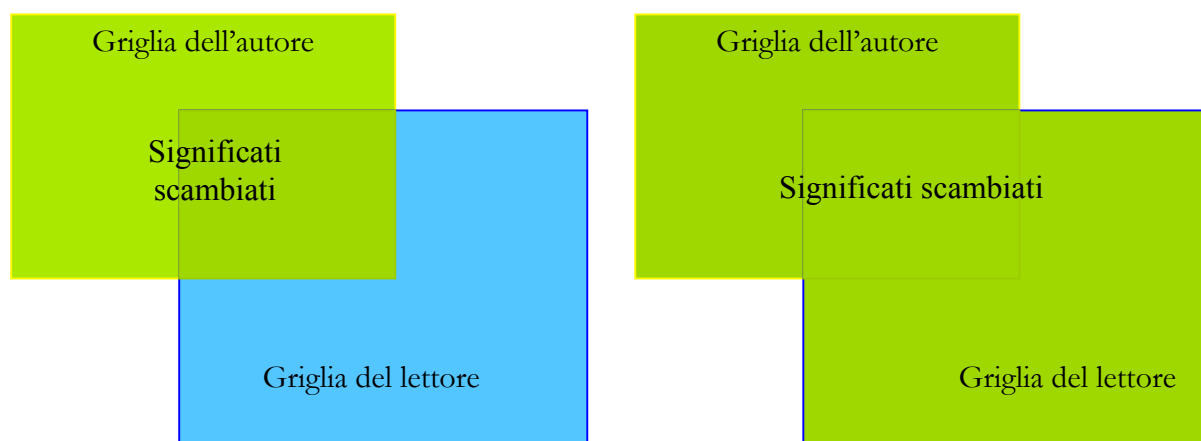 Griglia dell’autore
Significati
scambiati
Griglia del lettore
Griglia dell’autore
Significati scambiati
Griglia del lettore